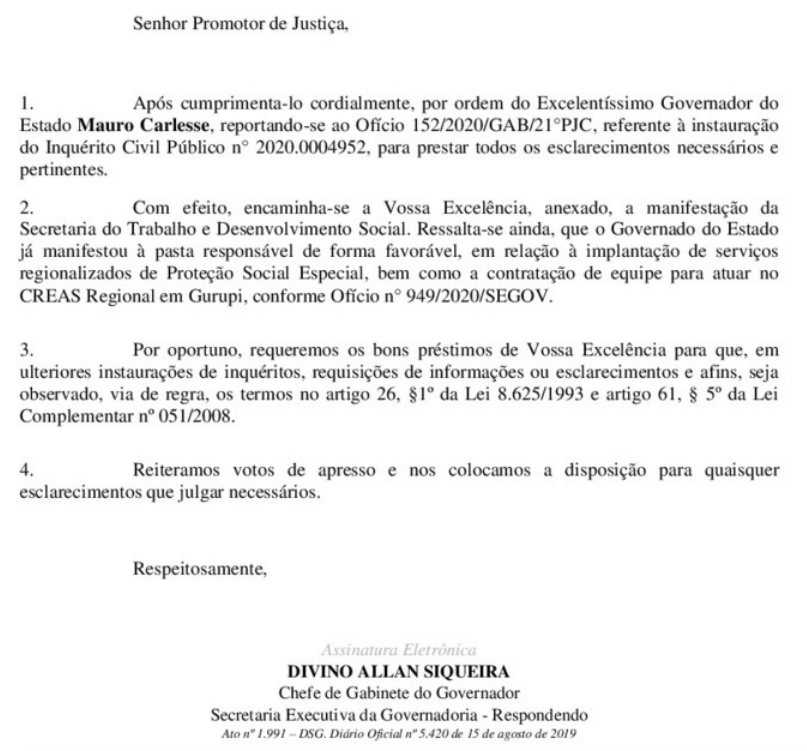 Senhor Promotor de Justiça,
1. Após cumprimenta-lo cordialmente, por ordem do Excelentíssimo Governador do
Estado Mauro Carlesse, reportando-se ao Ofício 152/2020/GAB/21°PJC, referente à instauração
do Inquérito Civil Público n° 2020.0004952, para prestar todos os esclarecimentos necessários e
pertinentes.
2. Com efeito, encaminha-se a Vossa Excelência, anexado, a manifestação da
Secretaria do Trabalho e Desenvolvimento Social. Ressalta-se ainda, que o Governado do Estado
já manifestou à pasta responsável de forma favorável, em relação à implantação de serviços
regionalizados de Proteção Social Especial, bem como a contratação de equipe para atuar no
CREAS Regional em Gurupi, conforme Ofício n° 949/2020/SEGOV.
3. Por oportuno, requeremos os bons préstimos de Vossa Excelência para que, em
ulteriores instaurações de inquéritos, requisições de informações ou esclarecimentos e afins, seja
observado, via de regra, os termos no artigo 26, §1º da Lei 8.625/1993 e artigo 61, § 5º da Lei
Complementar nº 051/2008.
4. Reiteramos votos de apresso e nos colocamos a disposição para quaisquer
esclarecimentos que julgar necessários.
Respeitosamente,
Assinatura Eletrônica
DIVINO ALLAN SIQUEIRA
Chefe de Gabinete do Governador
Secretaria Executiva da Governadoria - Respondendo
Ato nº 1.991 – DSG. Diário Oficial nº 5.420 de 15 de agosto de 2019